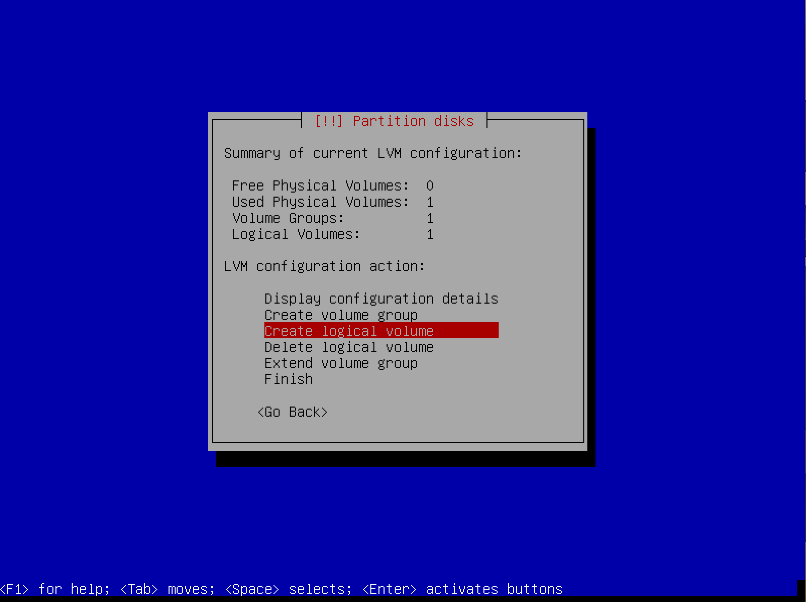 [!!] Partition disks
Summary of current LVM configuration:
Free Physical Volumes: 0
Used Physical Volumes: 1
Volume Groups: 1
Logical Volumes: 1
LVM configuration action:
Display configuration details
Create volume group
Create logical volume
Delete logical volume
Extend volume group
Finish
<Go Back>
<F1> for help; <Tab> moves; <Space> selects; <Enter> activates buttons